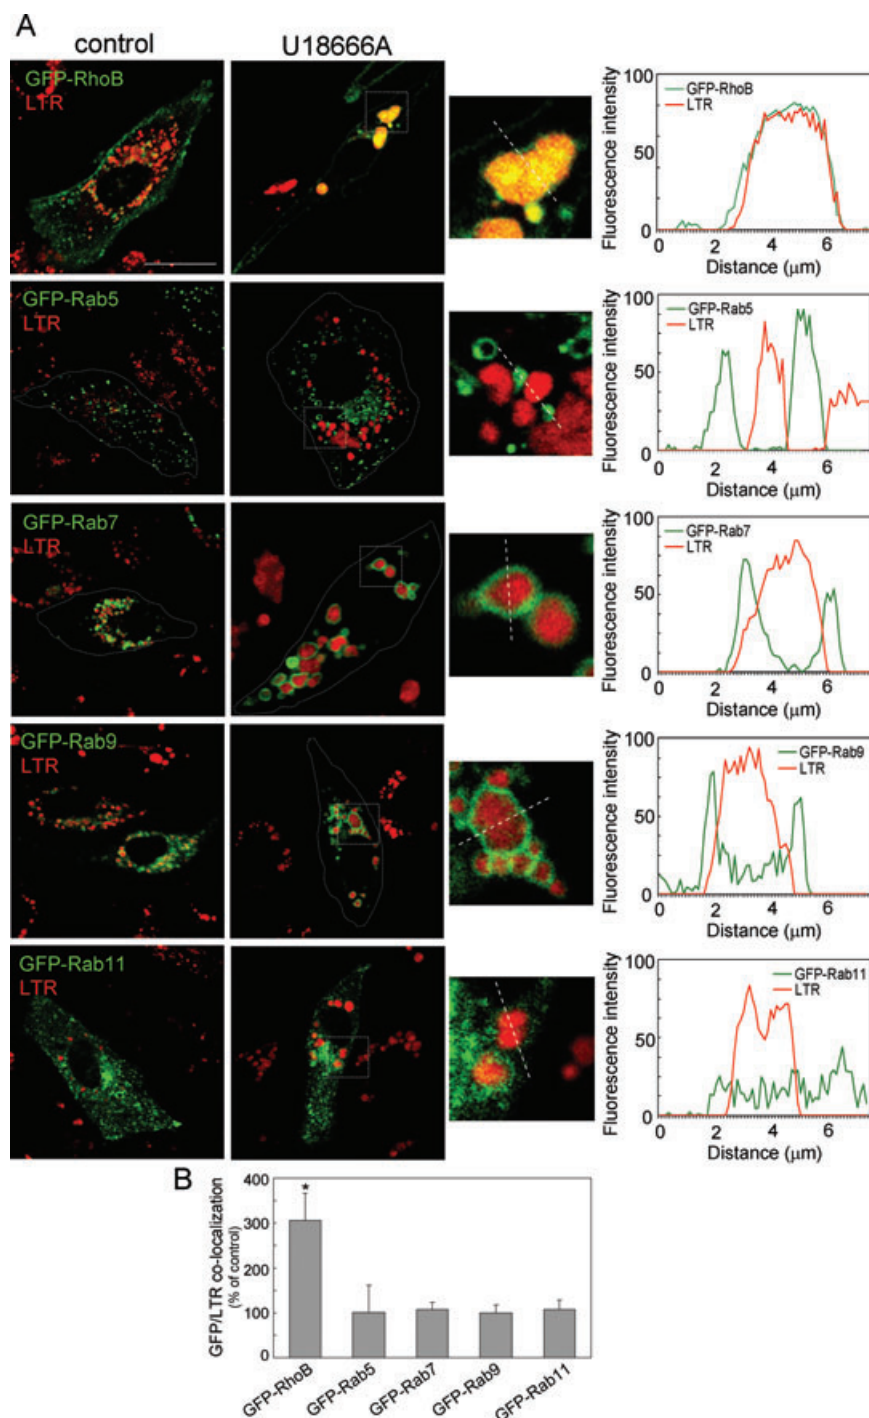 A
control U18666A
GFP-RhoB
LTR
Fluorescence intensity
100
50
0
GFP-RhoB
LTR
0 2 4 6
Distance (μm)
GFP-Rab5
LTR
Fluorescence intensity
100
50
0
GFP-Rab5
LTR
0 2 4 6
Distance (μm)
GFP-Rab7
LTR
Fluorescence intensity
100
50
0
GFP-Rab7
LTR
0 2 4 6
Distance (μm)
GFP-Rab9
LTR
Fluorescence intensity
100
50
0
GFP-Rab9
LTR
0 2 4 6
Distance (μm)
GFP-Rab11
LTR
Fluorescence intensity
100
50
0
GFP-Rab11
LTR
0 2 4 6
Distance (μm)
B
GFP/LTR co-localization
(% of control)
400
300
200
100
0
*
GFP-RhoB
GFP-Rab5
GFP-Rab7
GFP-Rab9
GFP-Rab11